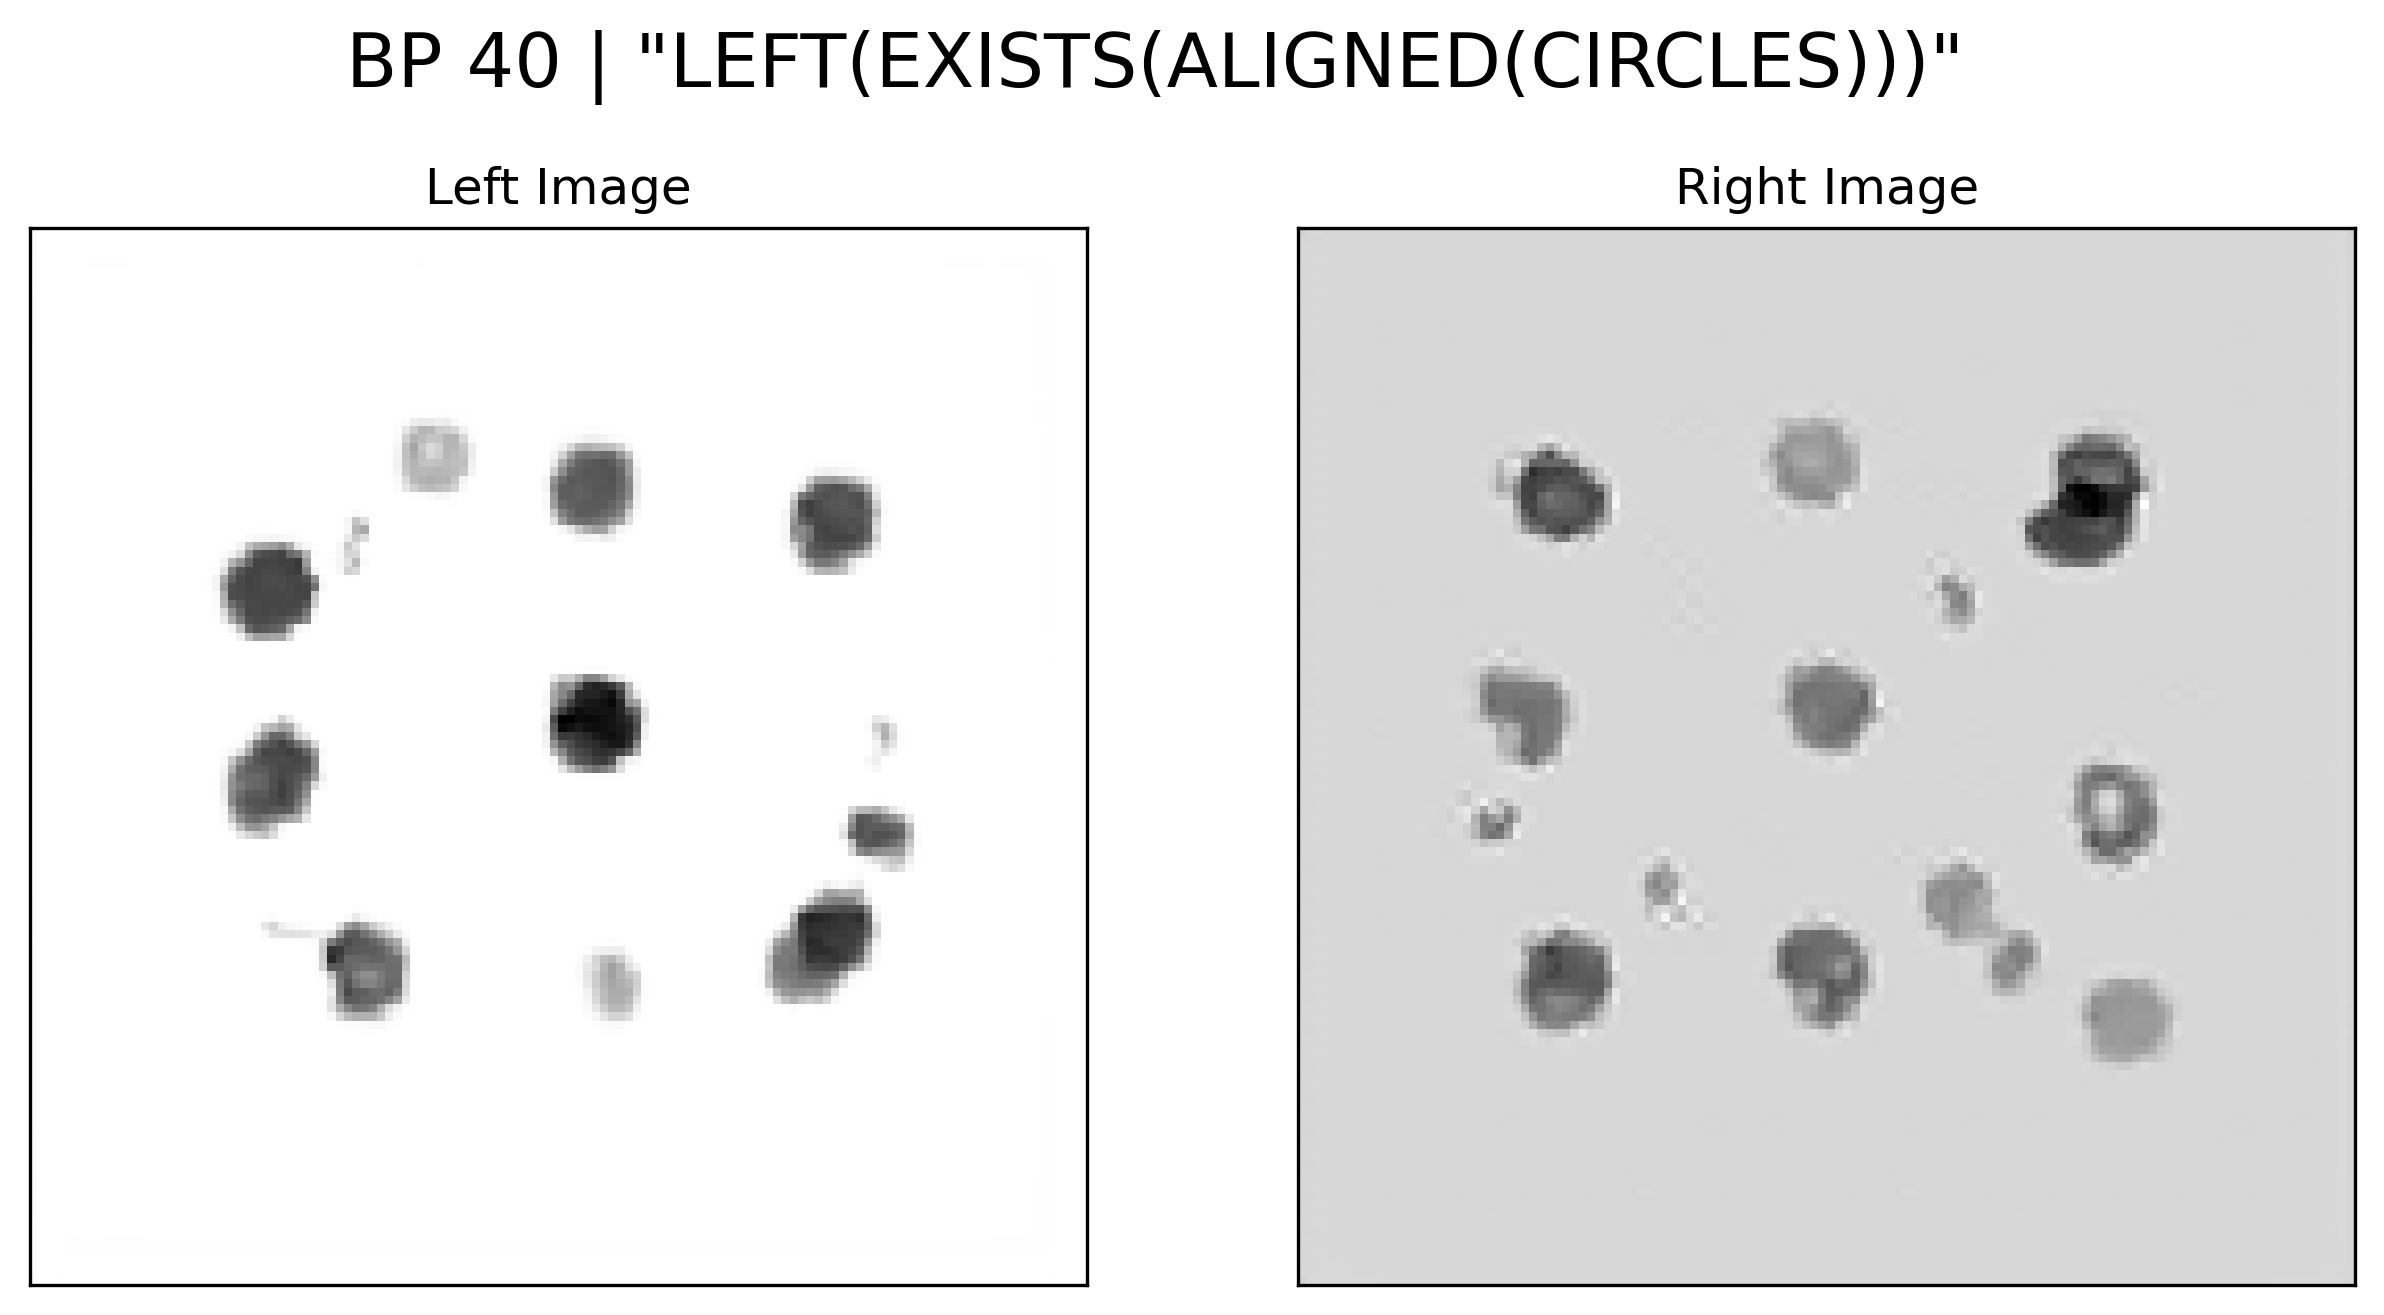 BP 40 | "LEFT(EXISTS(ALIGNED(CIRCLES)))"
Left Image
Right Image